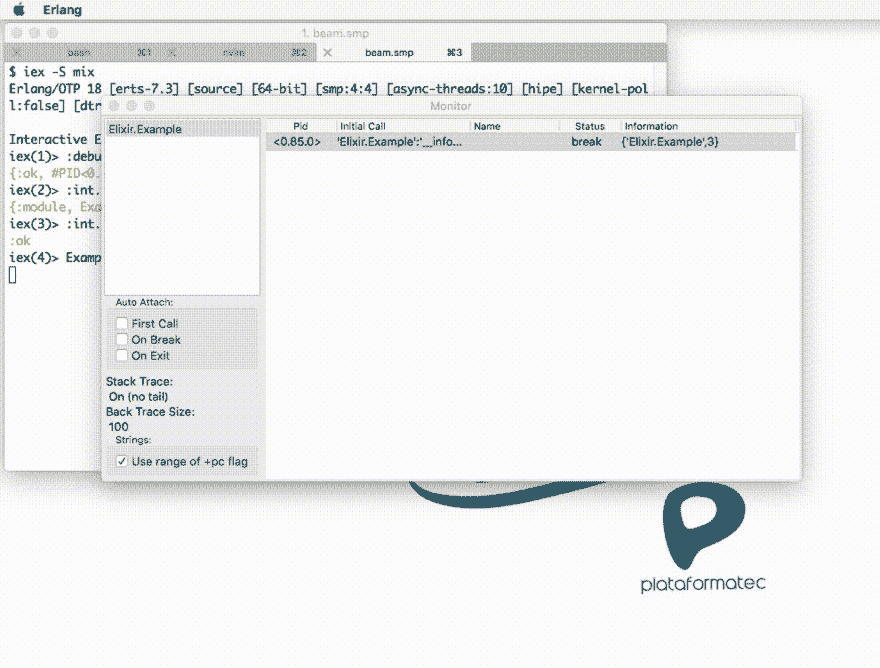 Erlang
1. beam.smp
bash ⌘1 nvim ⌘2 beam.smp ⌘3
$ iex -S mix
Erlang/OTP 18 [erts-7.3] [source] [64-bit] [smp:4:4] [async-threads:10] [hipe] [kernel-pol
l:false] [dtr
Interactive E
iex(1)> :debu
{:ok, #PID<0.
iex(2)> :int.
{:module, Exa
iex(3)> :int.
:ok
iex(4)> Examp
Monitor
Elixir.Example
Pid Initial Call Name Status Information
<0.85.0> 'Elixir.Example':'__info... break {'Elixir.Example',3}
Auto Attach:
First Call
On Break
On Exit
Stack Trace:
On (no tail)
Back Trace Size:
100
Strings:
Use range of +pc flag
plataformatec